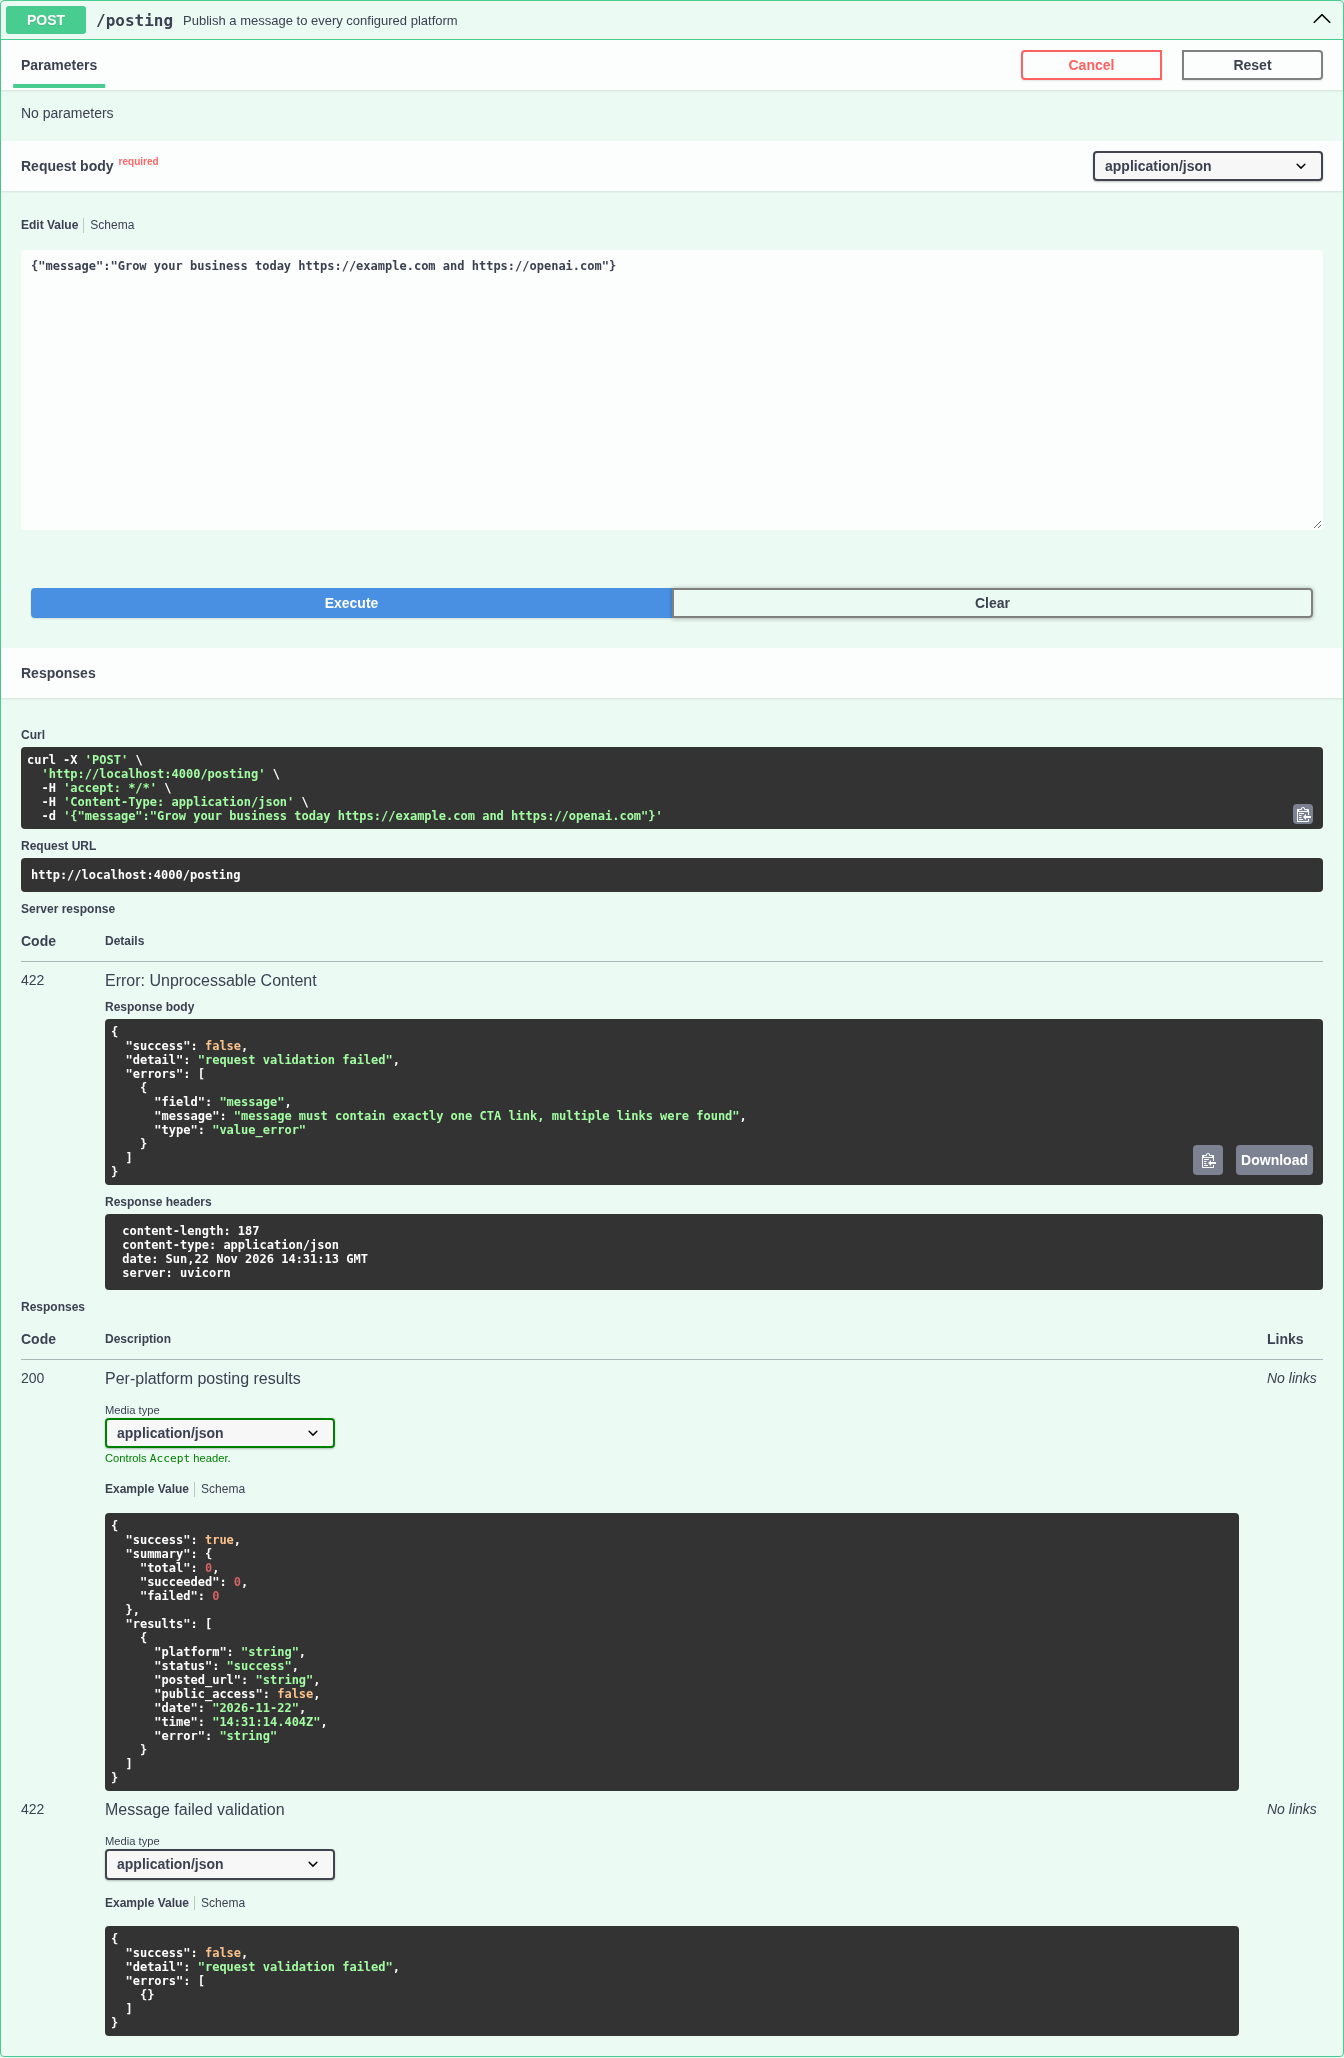 POST /posting Publish a message to every configured platform
Parameters
Cancel
Reset
No parameters
Request body required
application/json
Edit Value Schema
{"message":"Grow your business today https://example.com and https://openai.com"}
Execute
Clear
Responses
Curl
curl -X 'POST' \
  'http://localhost:4000/posting' \
  -H 'accept: */*' \
  -H 'Content-Type: application/json' \
  -d '{"message":"Grow your business today https://example.com and https://openai.com"}'
Request URL
http://localhost:4000/posting
Server response
Code Details
422 Error: Unprocessable Content
Response body
{
  "success": false,
  "detail": "request validation failed",
  "errors": [
    {
      "field": "message",
      "message": "message must contain exactly one CTA link, multiple links were found",
      "type": "value_error"
    }
  ]
}
Download
Response headers
content-length: 187
content-type: application/json
date: Sun,22 Nov 2026 14:31:13 GMT
server: uvicorn
Responses
Code Description Links
200 Per-platform posting results No links
Media type
application/json
Controls Accept header.
Example Value Schema
{
  "success": true,
  "summary": {
    "total": 0,
    "succeeded": 0,
    "failed": 0
  },
  "results": [
    {
      "platform": "string",
      "status": "success",
      "posted_url": "string",
      "public_access": false,
      "date": "2026-11-22",
      "time": "14:31:14.404Z",
      "error": "string"
    }
  ]
}
422 Message failed validation No links
Media type
application/json
Example Value Schema
{
  "success": false,
  "detail": "request validation failed",
  "errors": [
    {}
  ]
}